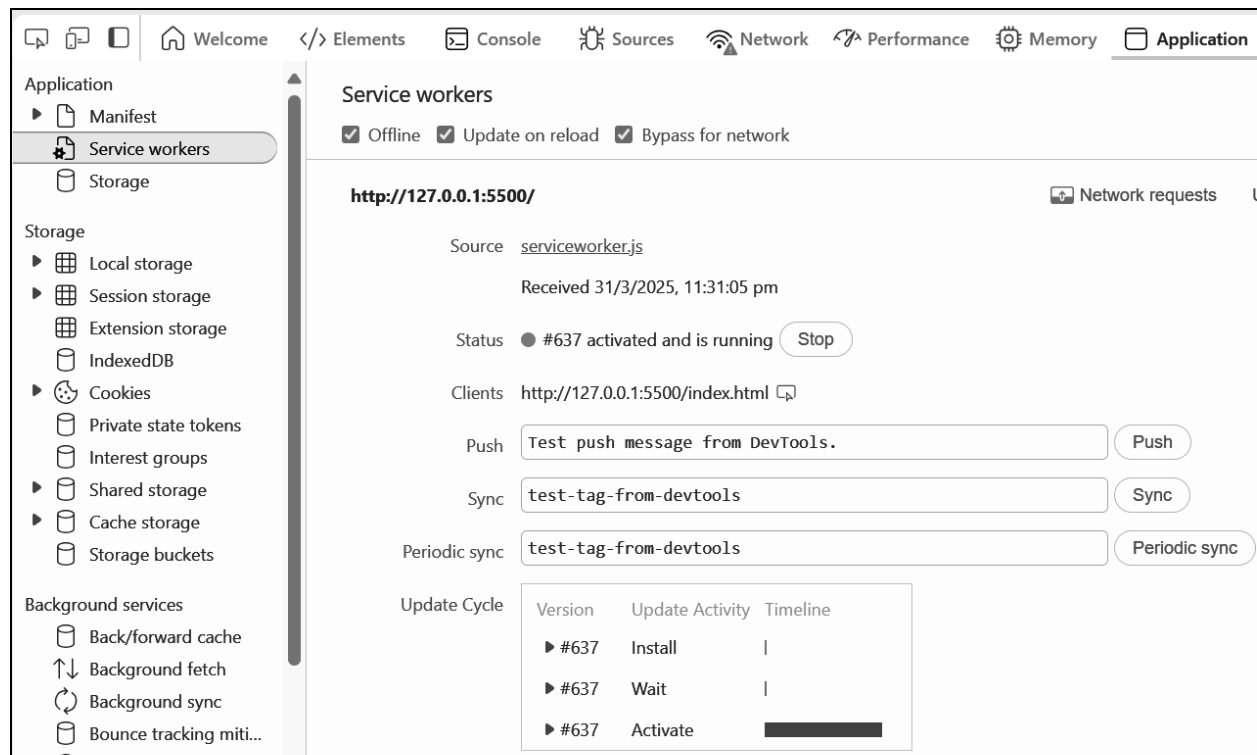 Welcome Elements Console Sources Network Performance Memory Application
Application
Manifest
Service workers
Storage
Storage
Local storage
Session storage
Extension storage
IndexedDB
Cookies
Private state tokens
Interest groups
Shared storage
Cache storage
Storage buckets
Background services
Back/forward cache
Background fetch
Background sync
Bounce tracking miti...
Service workers
Offline Update on reload Bypass for network
http://127.0.0.1:5500/ Network requests
Source serviceworker.js
Received 31/3/2025, 11:31:05 pm
Status #637 activated and is running Stop
Clients http://127.0.0.1:5500/index.html
Push Test push message from DevTools. Push
Sync test-tag-from-devtools Sync
Periodic sync test-tag-from-devtools Periodic sync
Update Cycle Version Update Activity Timeline
#637 Install
#637 Wait
#637 Activate